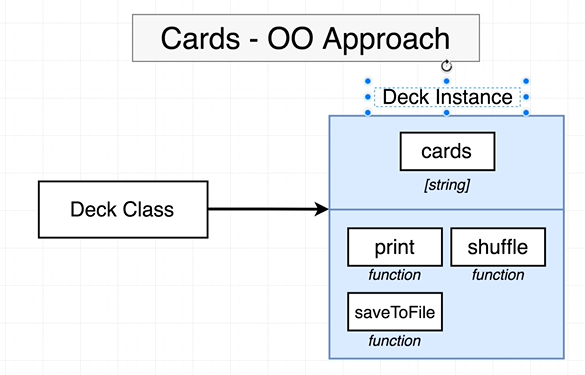 Cards - OO Approach
Deck Instance
cards
[string]
Deck Class
print
function
shuffle
function
saveToFile
function